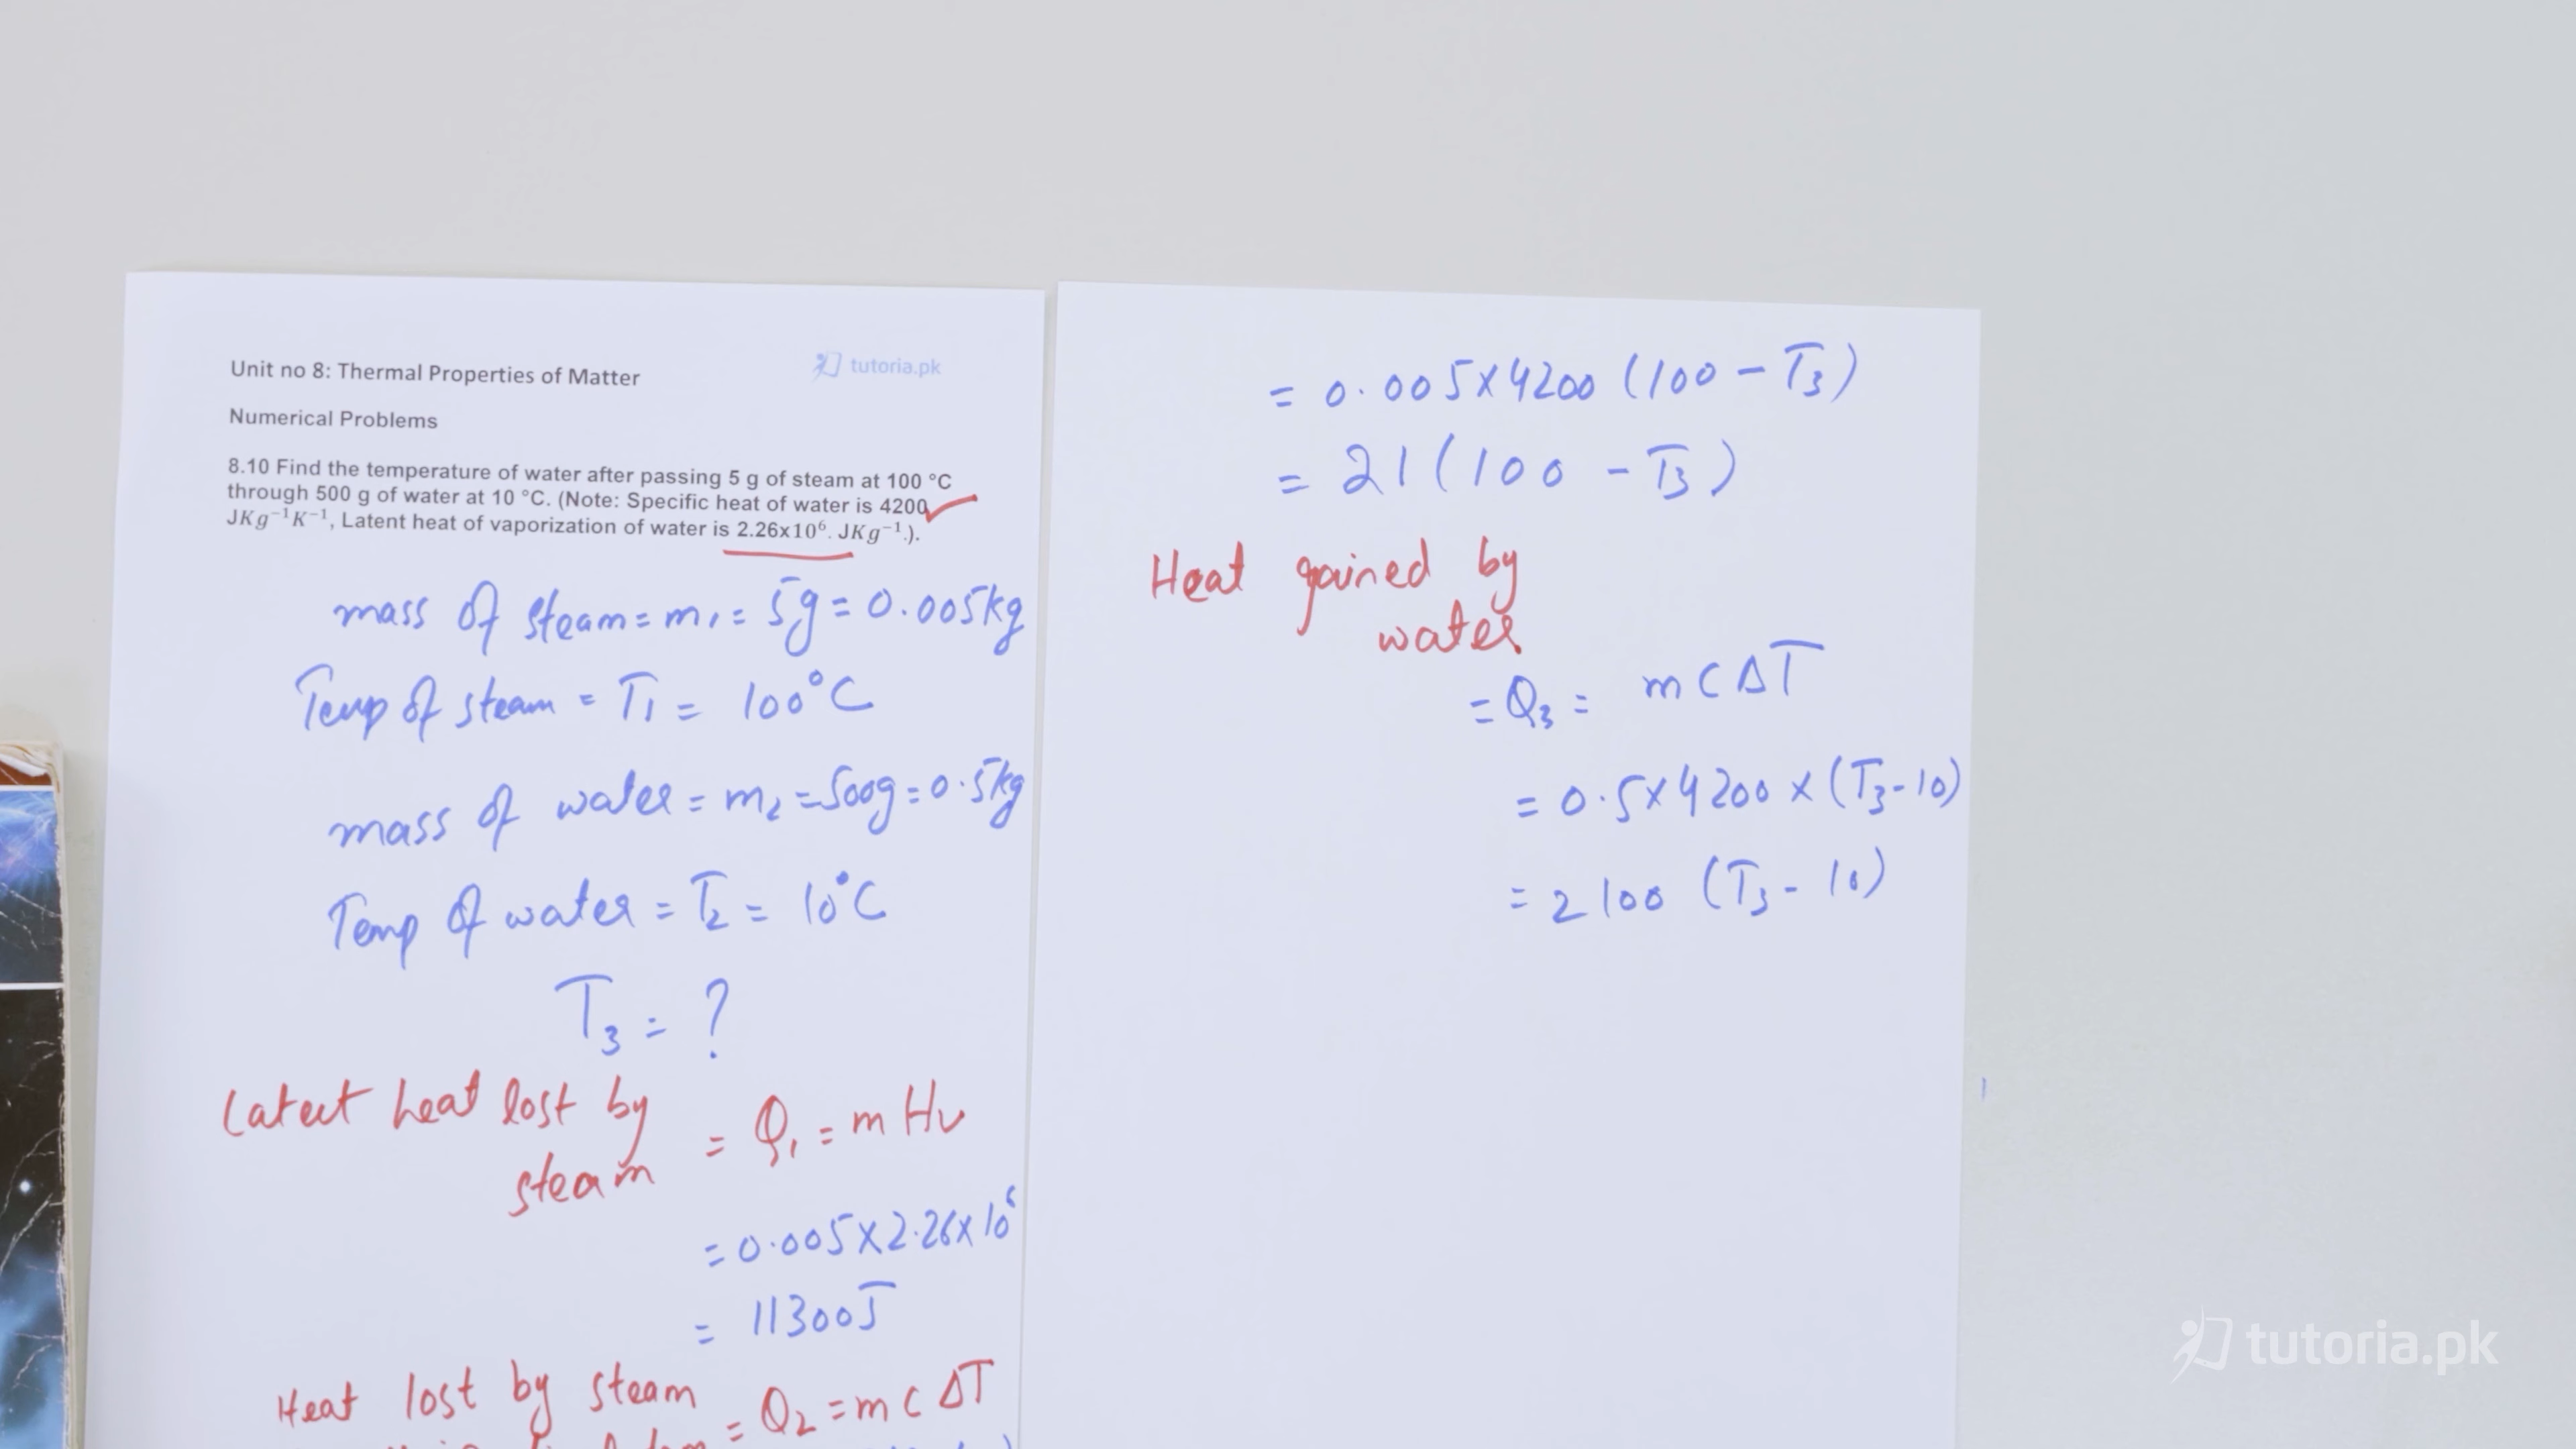 Unit no 8: Thermal Properties of Matter
tutoria.pk
Numerical Problems
8.10 Find the temperature of water after passing 5 g of steam at 100 °C
through 500 g of water at 10 °C. (Note: Specific heat of water is 4200
JKg⁻¹K⁻¹, Latent heat of vaporization of water is 2.26x10⁶. JKg⁻¹.).
mass of steam = m₁ = 5g = 0.005kg
Temp of steam = T₁ = 100°C
mass of water = m₂ = 500g = 0.5kg
Temp of water = T₂ = 10°C
T₃ = ?
Latect heat lost by
steam = Q₁ = m Hv
= 0.005 x 2.26 x 10⁶
= 11300J
Heat lost by steam
= Q₂ = m c ΔT
= 0.005 x 4200 (100 - T₃)
= 21 (100 - T₃)
Heat gained by
water
= Q₃ = m c ΔT
= 0.5 x 4200 x (T₃ - 10)
= 2100 (T₃ - 10)
tutoria.pk